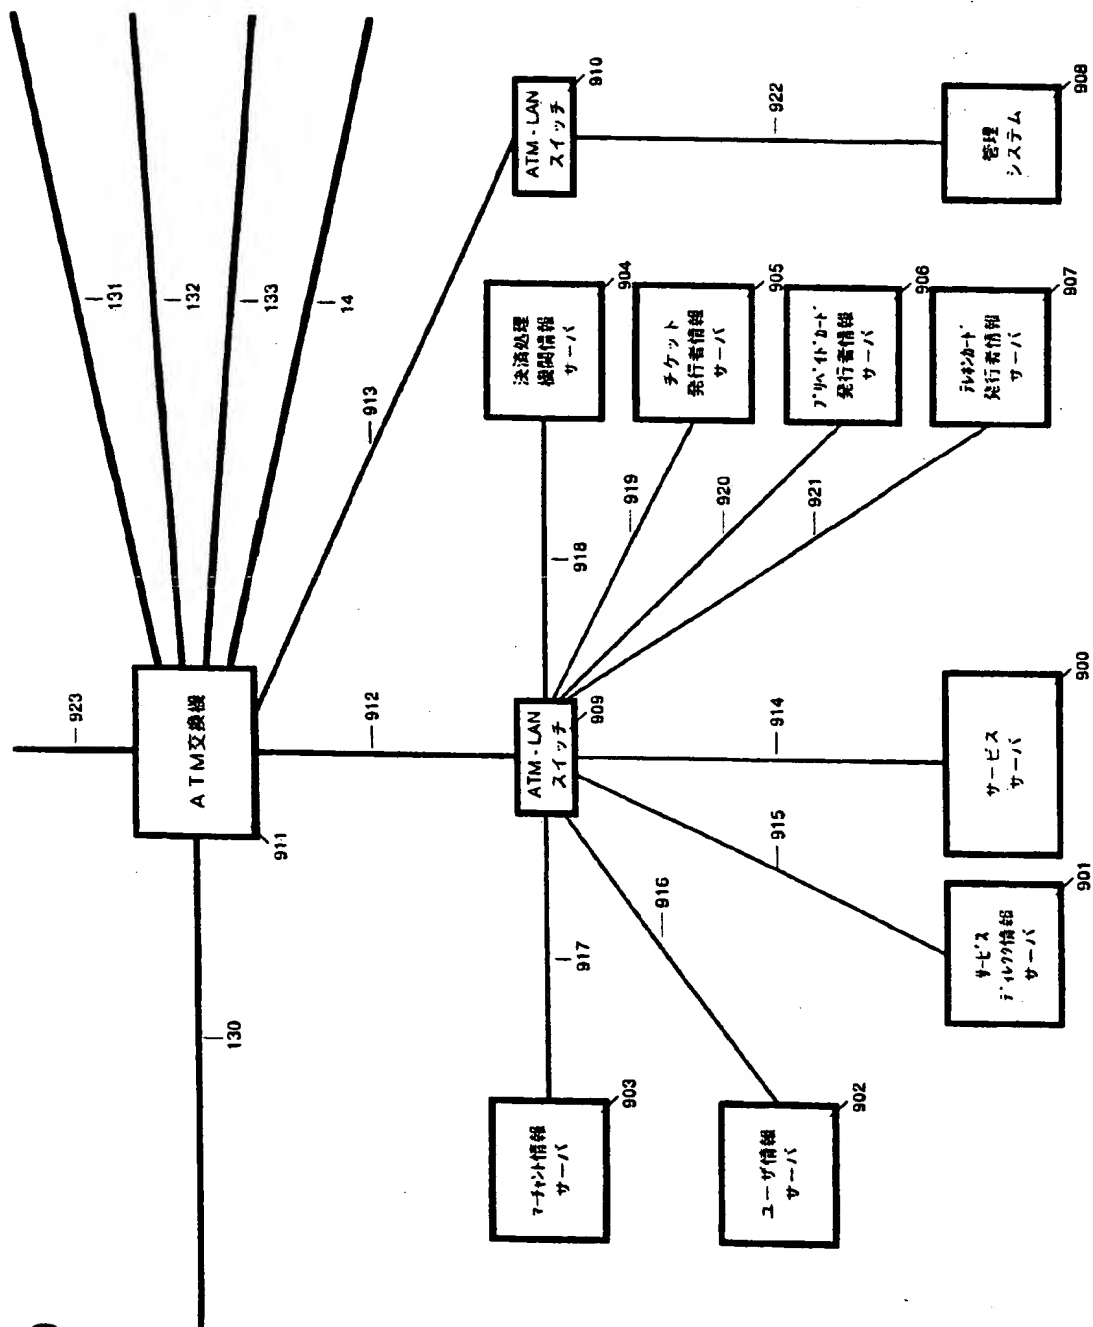 131
132
133
14
923
ATM交換機
911
130
912
913
ATM-LAN
スイッチ
910
922
管理
システム
908
ATM-LAN
スイッチ
909
918
919
920
921
決済処理
機関情報
サーバ
904
チケット
発行者情報
サーバ
905
プリペイドカード
発行者情報
サーバ
906
テレホンカード
発行者情報
サーバ
907
917
916
915
914
マーチャント情報
サーバ
903
ユーザ情報
サーバ
902
サービス
ディレクタ情報
サーバ
901
サービス
サーバ
900